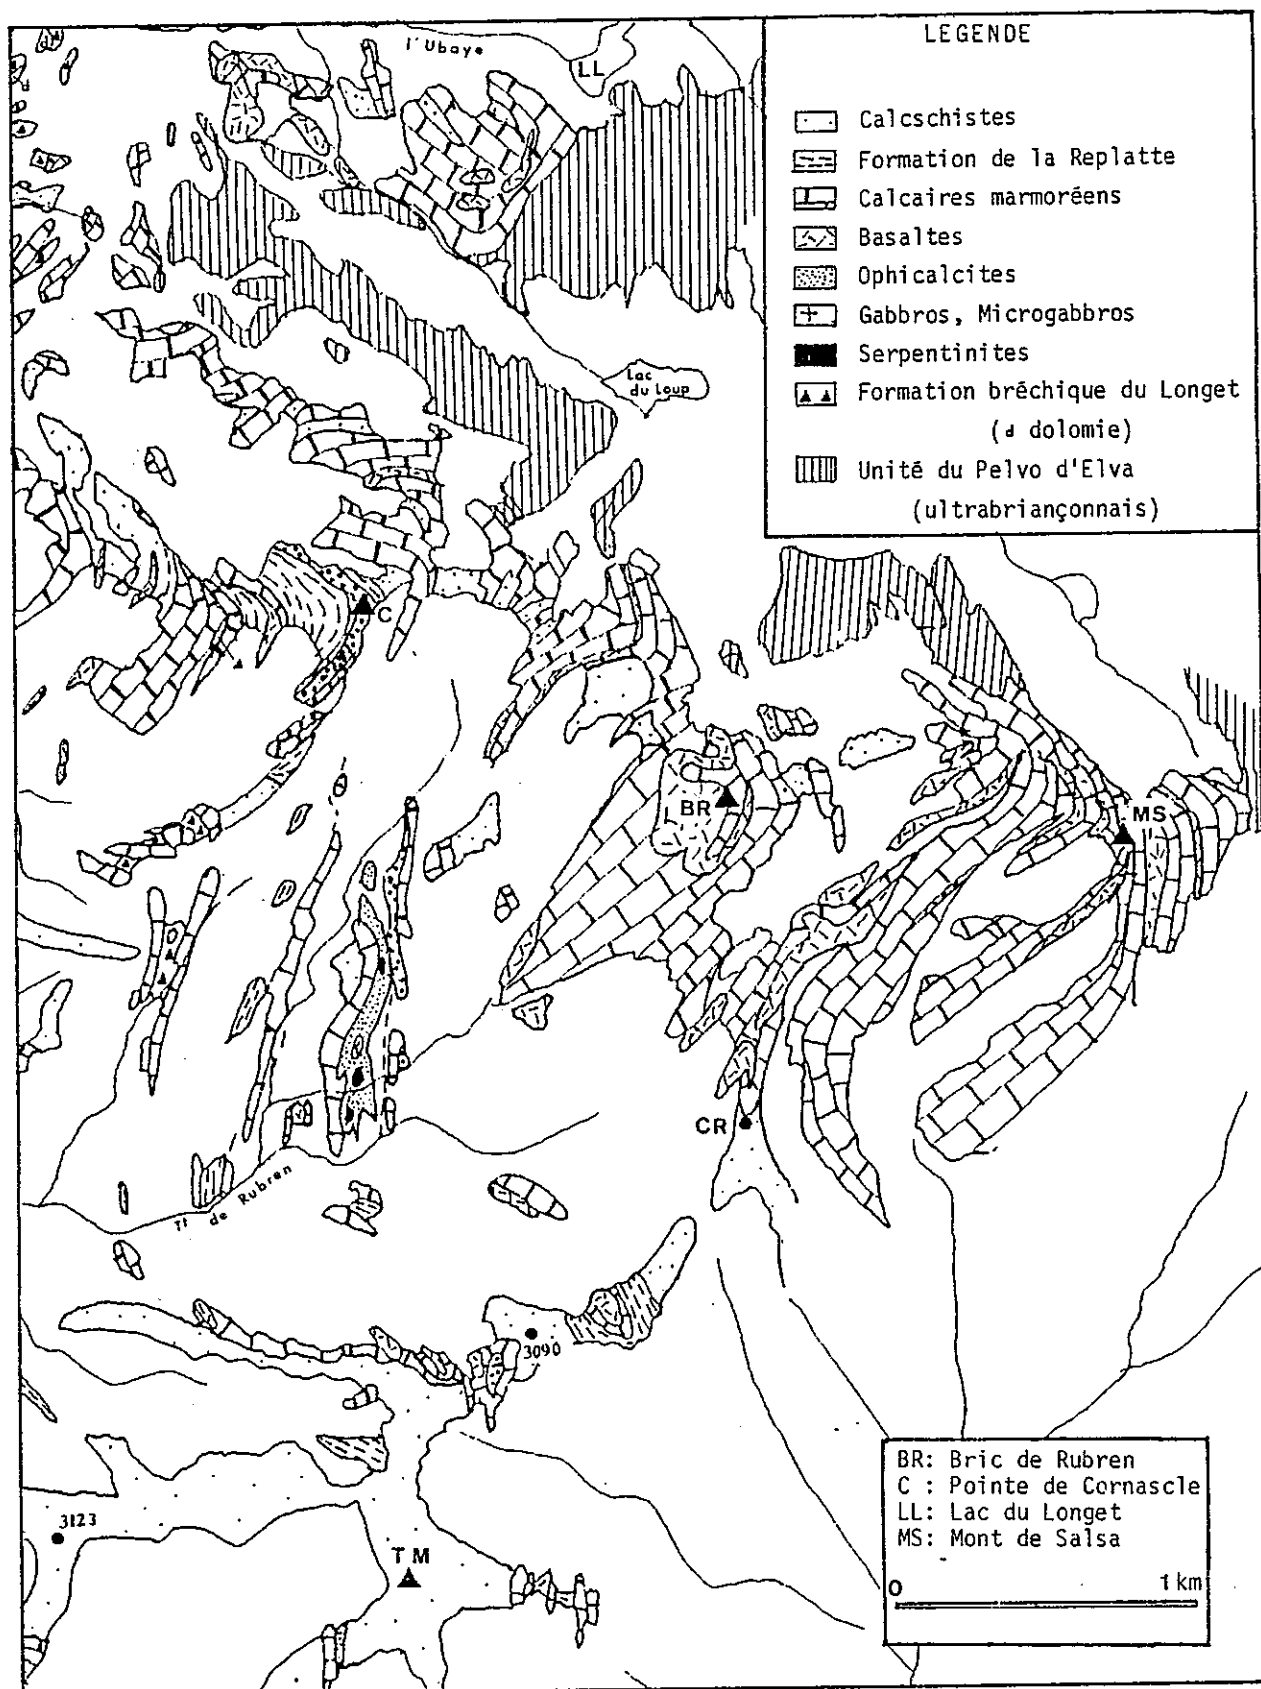 l'Ubaye
LL
LEGENDE
Calcschistes
Formation de la Replatte
Calcaires marmoréens
Basaltes
Ophicalcites
Gabbros, Microgabbros
Serpentinites
Formation bréchique du Longet
(d dolomie)
Unité du Pelvo d'Elva
(ultrabriançonnais)
Lac
du Loup
C
BR
MS
CR
Tt de Rubren
3090
3123
TM
BR: Bric de Rubren
C : Pointe de Cornascle
LL: Lac du Longet
MS: Mont de Salsa
0 1 km